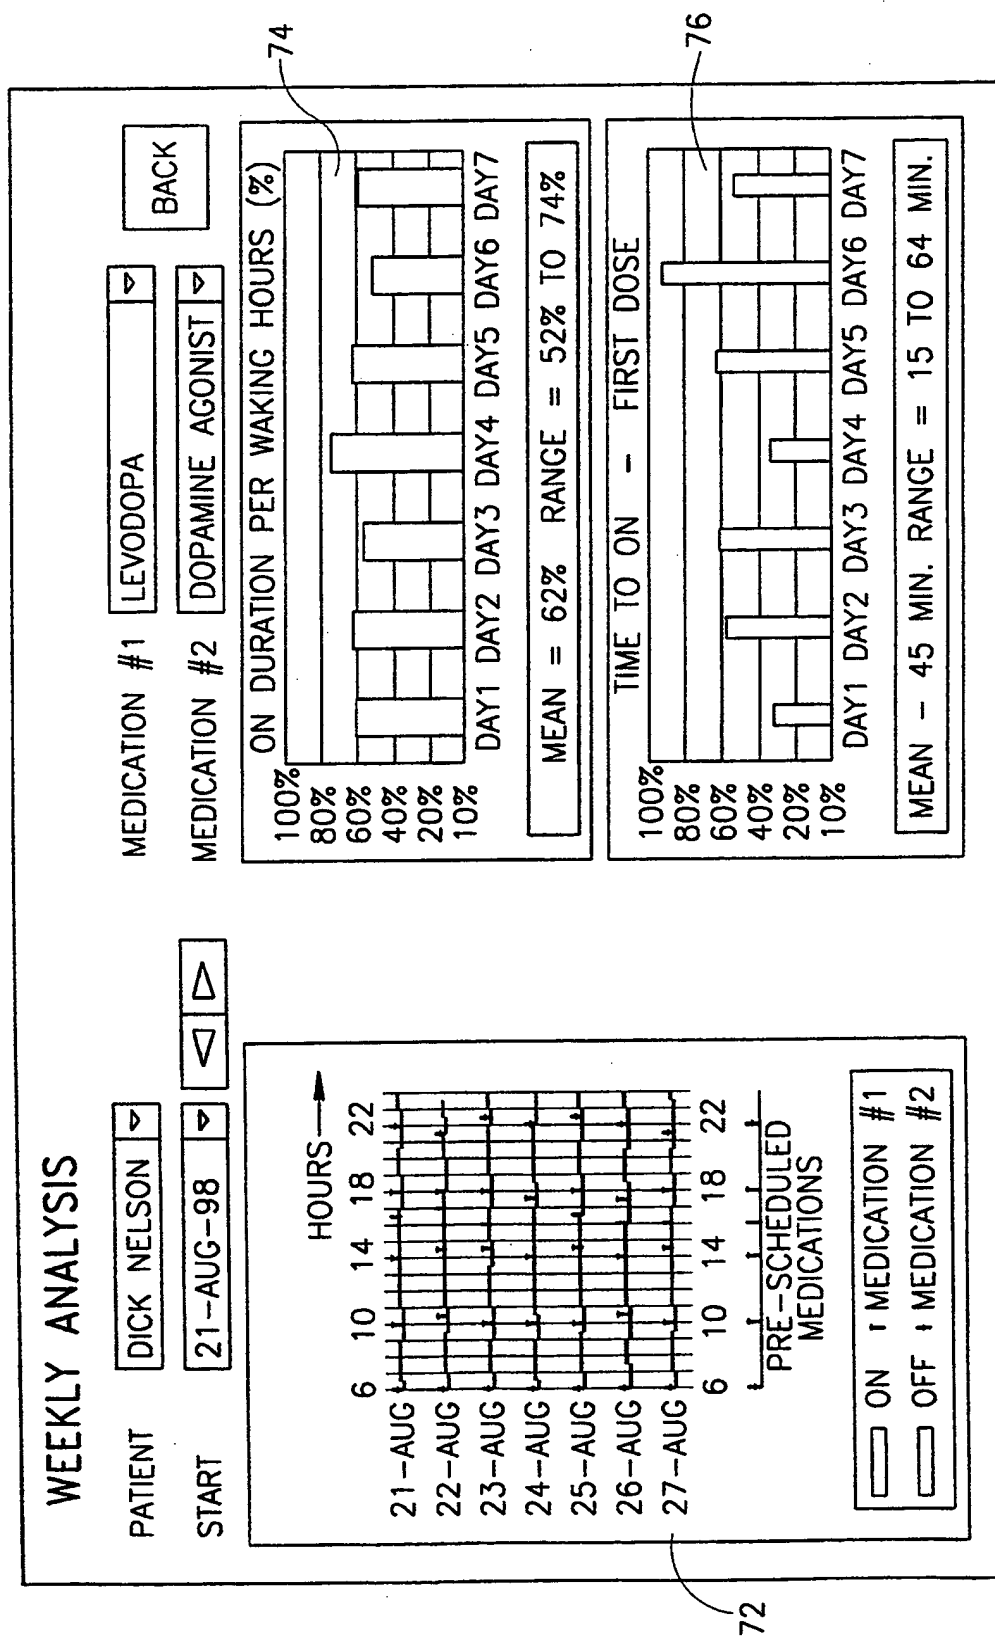 WEEKLY ANALYSIS
PATIENT DICK NELSON
START 21-AUG-98
MEDICATION #1 LEVODOPA
MEDICATION #2 DOPAMINE AGONIST
BACK
HOURS
6 10 14 18 22
21-AUG
22-AUG
23-AUG
24-AUG
25-AUG
26-AUG
27-AUG
6 10 14 18 22
PRE-SCHEDULED
MEDICATIONS
ON MEDICATION #1
OFF MEDICATION #2
72
ON DURATION PER WAKING HOURS (%)
100%
80%
60%
40%
20%
10%
DAY1 DAY2 DAY3 DAY4 DAY5 DAY6 DAY7
MEAN = 62% RANGE = 52% TO 74%
74
TIME TO ON - FIRST DOSE
100%
80%
60%
40%
20%
10%
DAY1 DAY2 DAY3 DAY4 DAY5 DAY6 DAY7
MEAN - 45 MIN. RANGE = 15 TO 64 MIN.
76